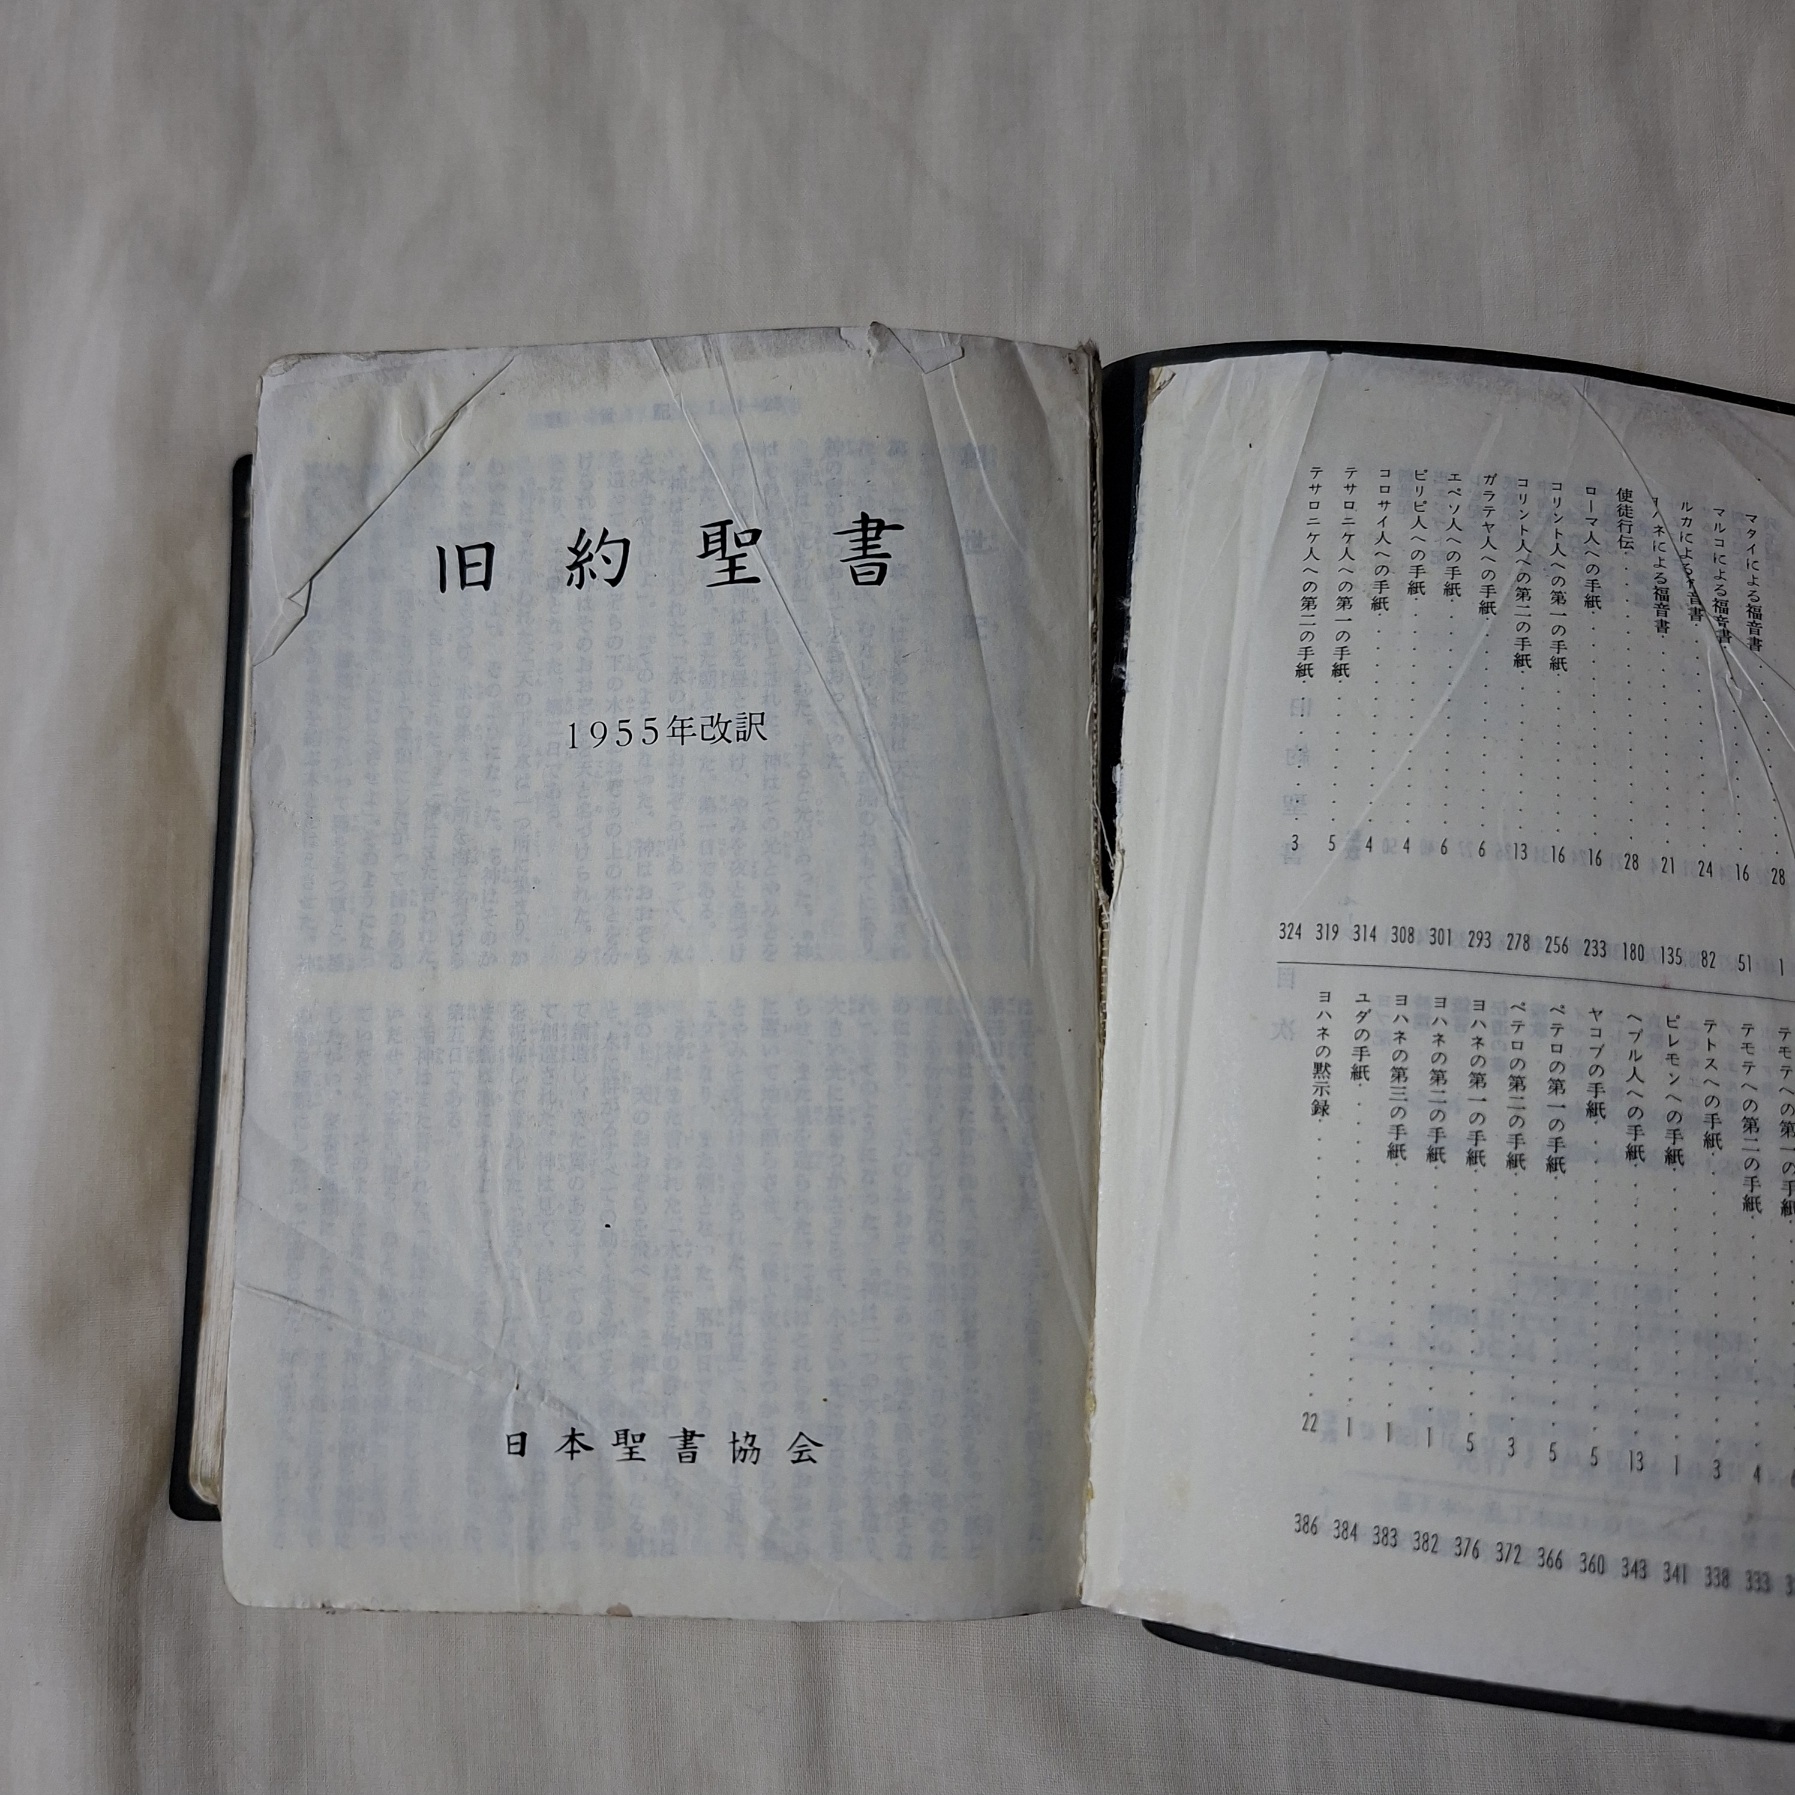 マタイによる福音書 28 1
マルコによる福音書 16 51
ルカによる福音書 24 82
ヨハネによる福音書 21 135
使徒行伝 28 180
ローマ人への手紙 16 233
コリント人への第一の手紙 16 256
コリント人への第二の手紙 13 278
ガラテヤ人への手紙 6 293
エペソ人への手紙 6 301
ピリピ人への手紙 4 308
コロサイ人への手紙 4 314
テサロニケ人への第一の手紙 5 319
テサロニケ人への第二の手紙 3 324
テモテへの第一の手紙
テモテへの第二の手紙 4 333
テトスへの手紙 3 338
ピレモンへの手紙 1 341
ヘブル人への手紙 13 343
ヤコブの手紙 5 360
ペテロの第一の手紙 5 366
ペテロの第二の手紙 3 372
ヨハネの第一の手紙 5 376
ヨハネの第二の手紙 1 382
ヨハネの第三の手紙 1 383
ユダの手紙 1 384
ヨハネの黙示録 22 386
旧約聖書
1955年改訳
日本聖書協会